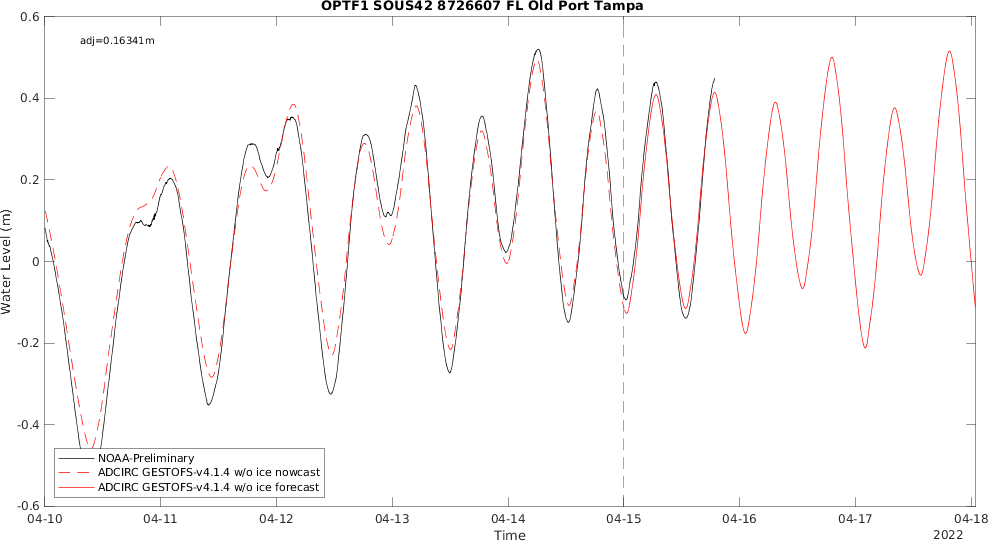 OPTF1 SOUS42 8726607 FL Old Port Tampa
adj=0.16341m
0.6
0.4
0.2
0
-0.2
-0.4
-0.6
Water Level (m)
NOAA-Preliminary
ADCIRC GESTOFS-v4.1.4 w/o ice nowcast
ADCIRC GESTOFS-v4.1.4 w/o ice forecast
04-10 04-11 04-12 04-13 04-14 04-15 04-16 04-17 04-18
Time
2022